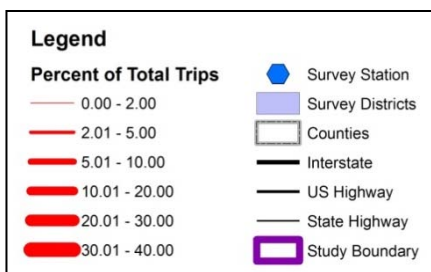 Legend
Percent of Total Trips
0.00 - 2.00
2.01 - 5.00
5.01 - 10.00
10.01 - 20.00
20.01 - 30.00
30.01 - 40.00
Survey Station
Survey Districts
Counties
Interstate
US Highway
State Highway
Study Boundary